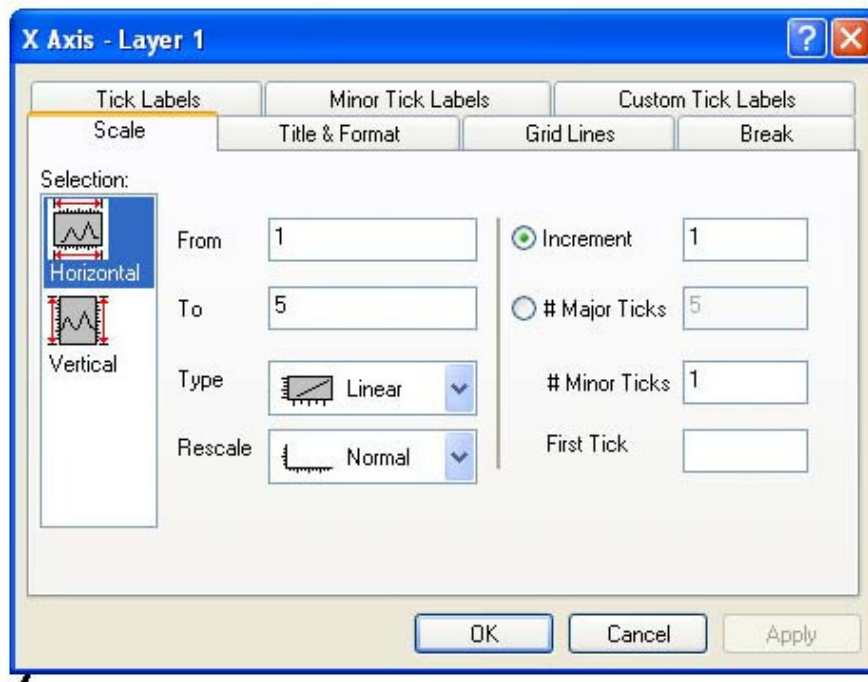 X Axis - Layer 1
Tick Labels Minor Tick Labels Custom Tick Labels
Scale Title & Format Grid Lines Break
Selection:
Horizontal
Vertical
From 1
To 5
Type Linear
Rescale Normal
Increment 1
# Major Ticks 5
# Minor Ticks 1
First Tick
OK Cancel Apply